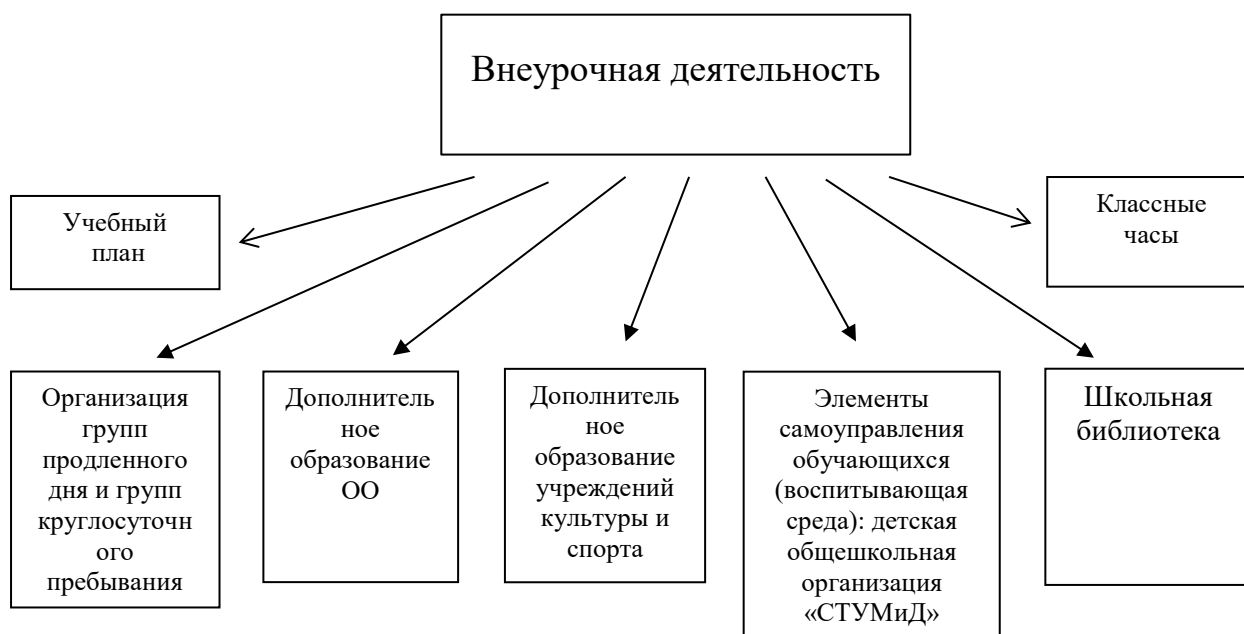 Внеурочная деятельность
Учебный
план
Классные
часы
Организация
групп
продленного
дня и групп
круглосуточн
ого
пребывания
Дополнитель
ное
образование
ОО
Дополнитель
ное
образование
учреждений
культуры и
спорта
Элементы
самоуправления
обучающихся
(воспитывающая
среда): детская
общешкольная
организация
«СТУМиД»
Школьная
библиотека